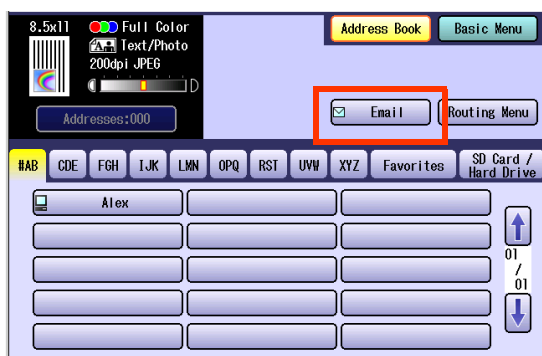 8.5x11 Full Color
A Text/Photo
200dpi JPEG
D
Addresses:000
Address Book
Basic Menu
Email
Routing Menu
#AB CDE FGH IJK LMN OPQ RST UVW XYZ Favorites SD Card /
Hard Drive
Alex
01
/
01